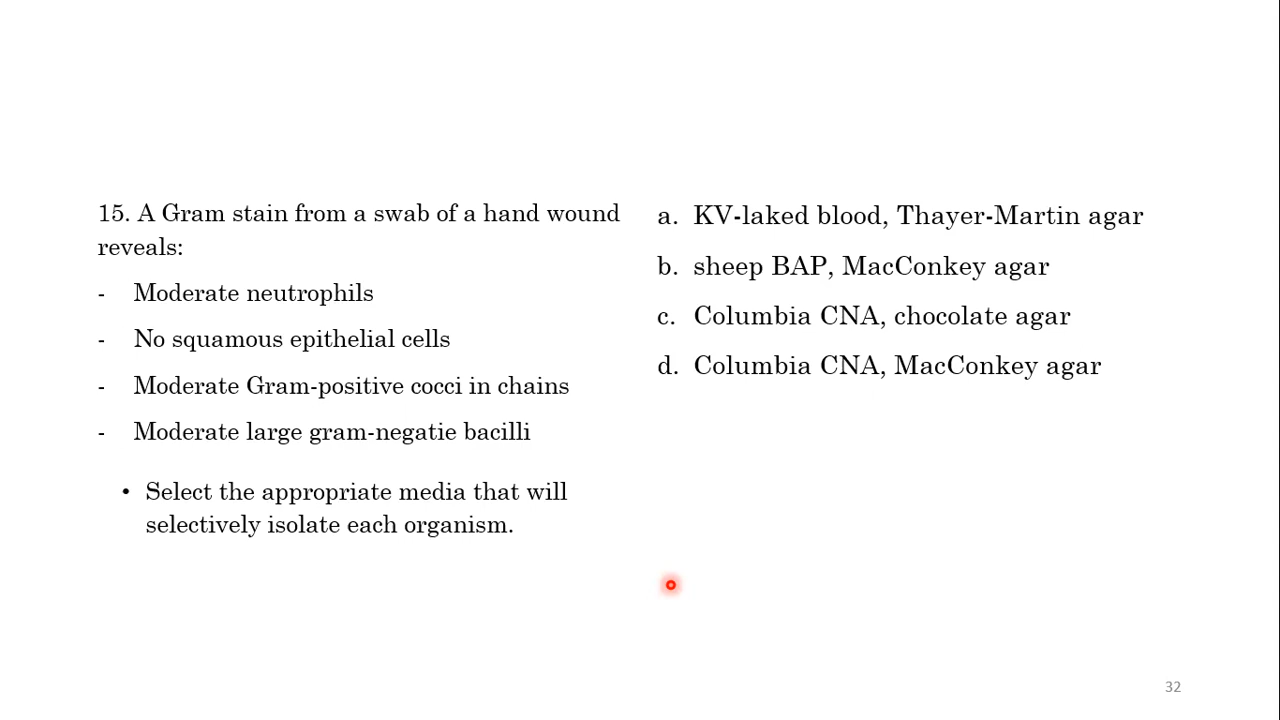 15. A Gram stain from a swab of a hand wound
reveals:
- Moderate neutrophils
- No squamous epithelial cells
- Moderate Gram-positive cocci in chains
- Moderate large gram-negatie bacilli
• Select the appropriate media that will
selectively isolate each organism.
a. KV-laked blood, Thayer-Martin agar
b. sheep BAP, MacConkey agar
c. Columbia CNA, chocolate agar
d. Columbia CNA, MacConkey agar
32